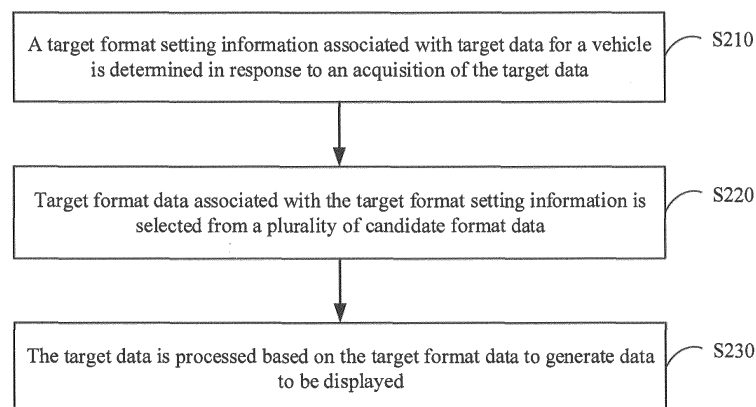 A target format setting information associated with target data for a vehicle
is determined in response to an acquisition of the target data
S210
Target format data associated with the target format setting information is
selected from a plurality of candidate format data
S220
The target data is processed based on the target format data to generate data
to be displayed
S230